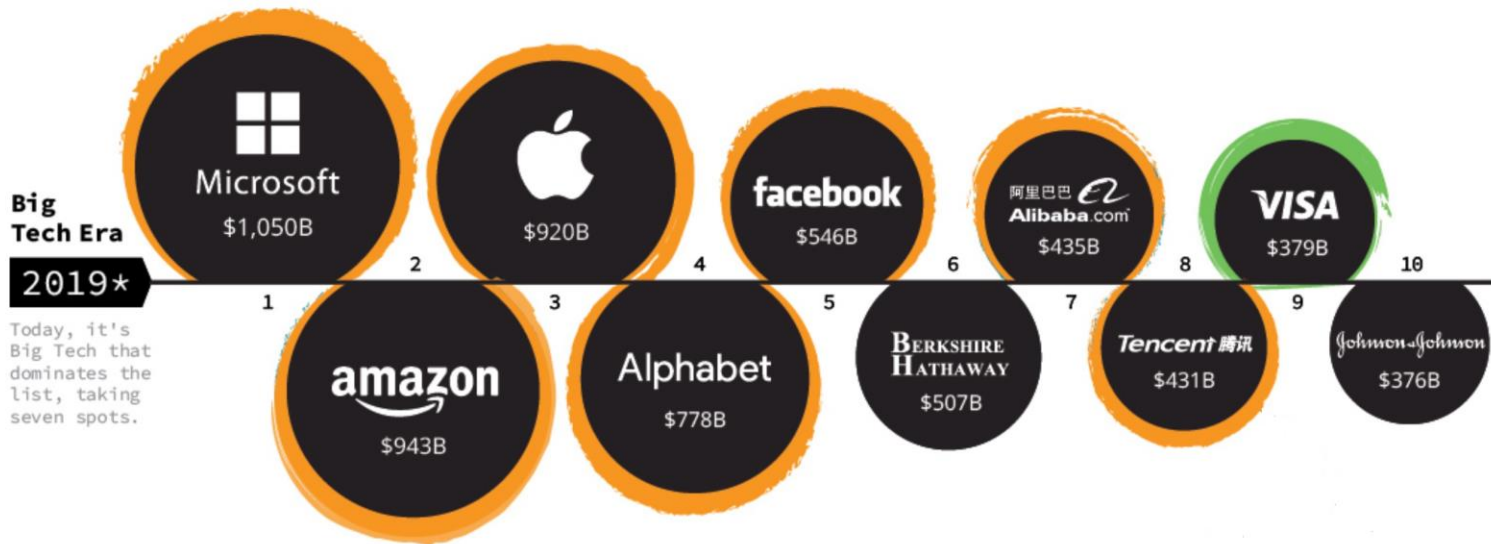 Big
Tech Era
2019*
Today, it's
Big Tech that
dominates the
list, taking
seven spots.
1
Microsoft
$1,050B
2
amazon
$943B
3
$920B
4
Alphabet
$778B
5
facebook
$546B
6
BERKSHIRE
HATHAWAY
$507B
7
阿里巴巴
Alibaba.com
$435B
8
Tencent 腾讯
$431B
9
VISA
$379B
10
Johnson & Johnson
$376B